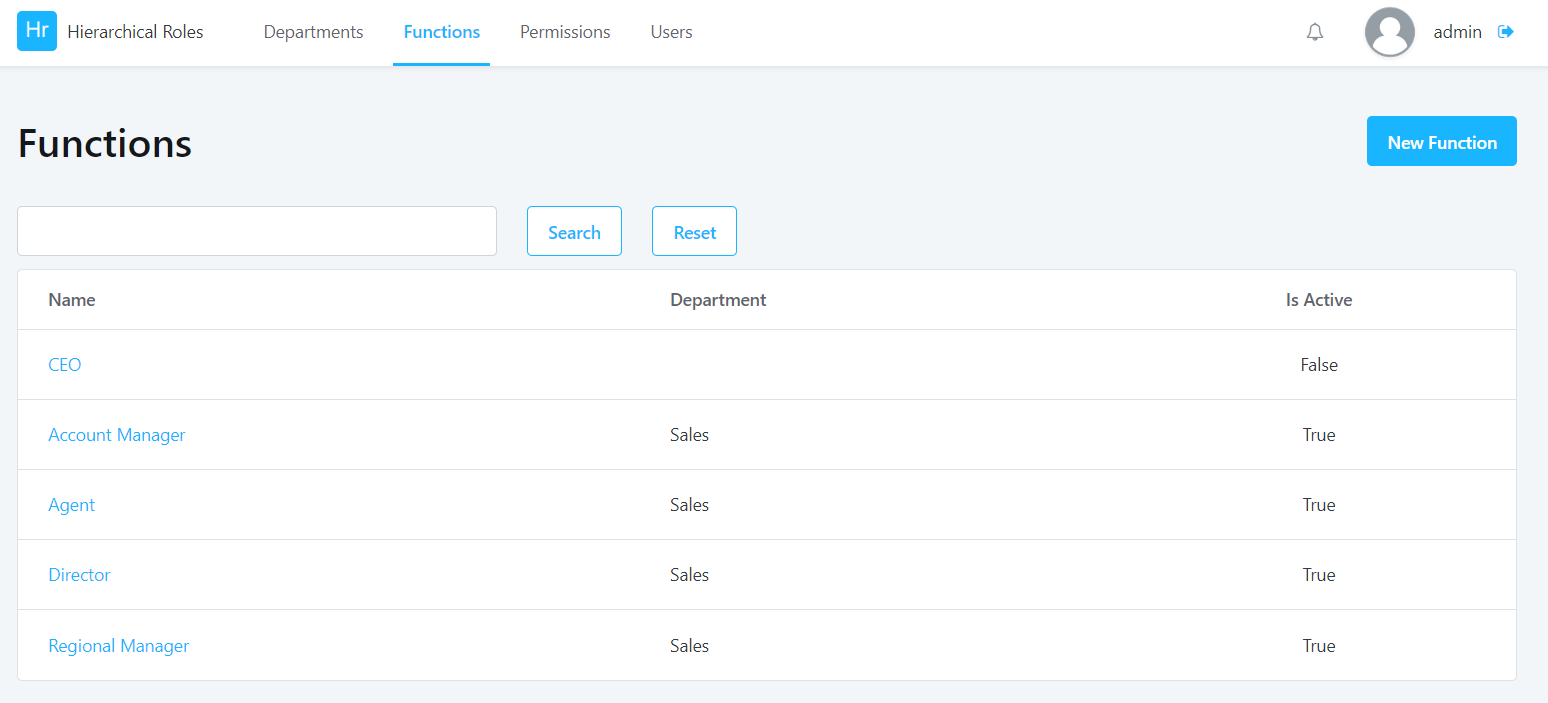 Hr Hierarchical Roles Departments Functions Permissions Users admin
Functions New Function
Search Reset
Name Department Is Active
CEO False
Account Manager Sales True
Agent Sales True
Director Sales True
Regional Manager Sales True